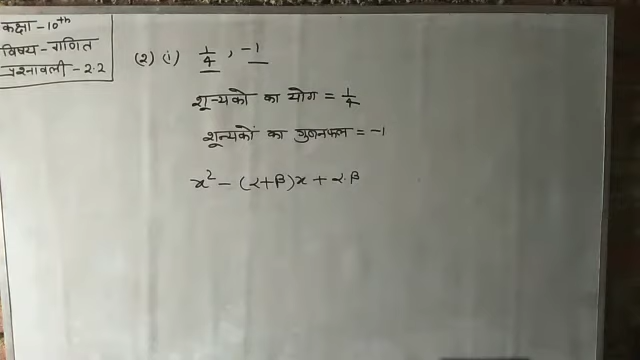 कक्षा - 10th
विषय - गणित
प्रश्नावली - 2.2
(2) (i) 1/4 , -1
शून्यको का योग = 1/4
शून्यकों का गुणनफल = -1
x² - (α+β)x + α.β